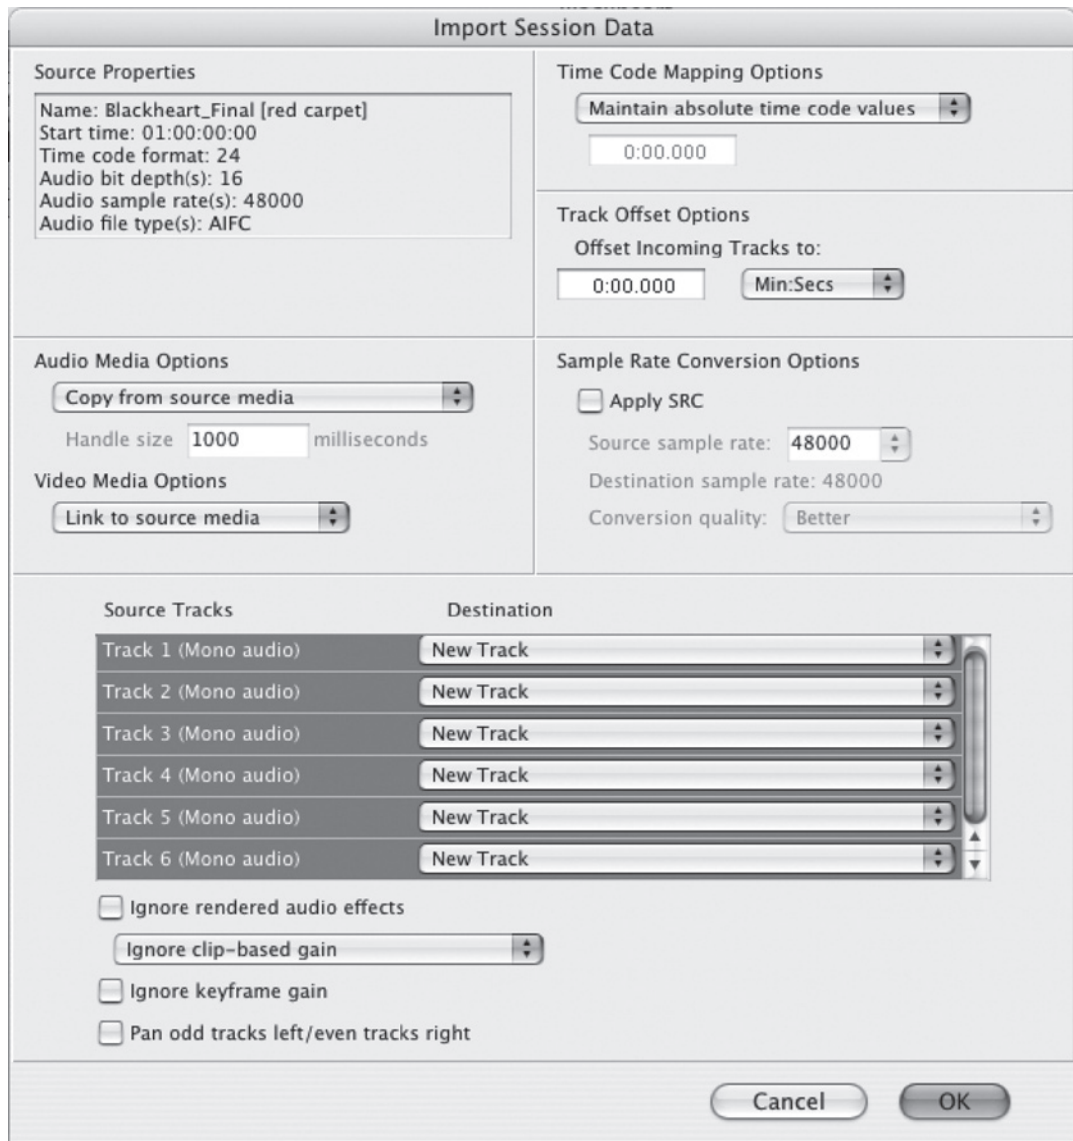 Import Session Data
Source Properties
Name: Blackheart_Final [red carpet]
Start time: 01:00:00:00
Time code format: 24
Audio bit depth(s): 16
Audio sample rate(s): 48000
Audio file type(s): AIFC
Time Code Mapping Options
Maintain absolute time code values
0:00.000
Track Offset Options
Offset Incoming Tracks to:
0:00.000 Min:Secs
Audio Media Options
Copy from source media
Handle size 1000 milliseconds
Video Media Options
Link to source media
Sample Rate Conversion Options
Apply SRC
Source sample rate: 48000
Destination sample rate: 48000
Conversion quality: Better
Source Tracks Destination
Track 1 (Mono audio) New Track
Track 2 (Mono audio) New Track
Track 3 (Mono audio) New Track
Track 4 (Mono audio) New Track
Track 5 (Mono audio) New Track
Track 6 (Mono audio) New Track
Ignore rendered audio effects
Ignore clip-based gain
Ignore keyframe gain
Pan odd tracks left/even tracks right
Cancel OK